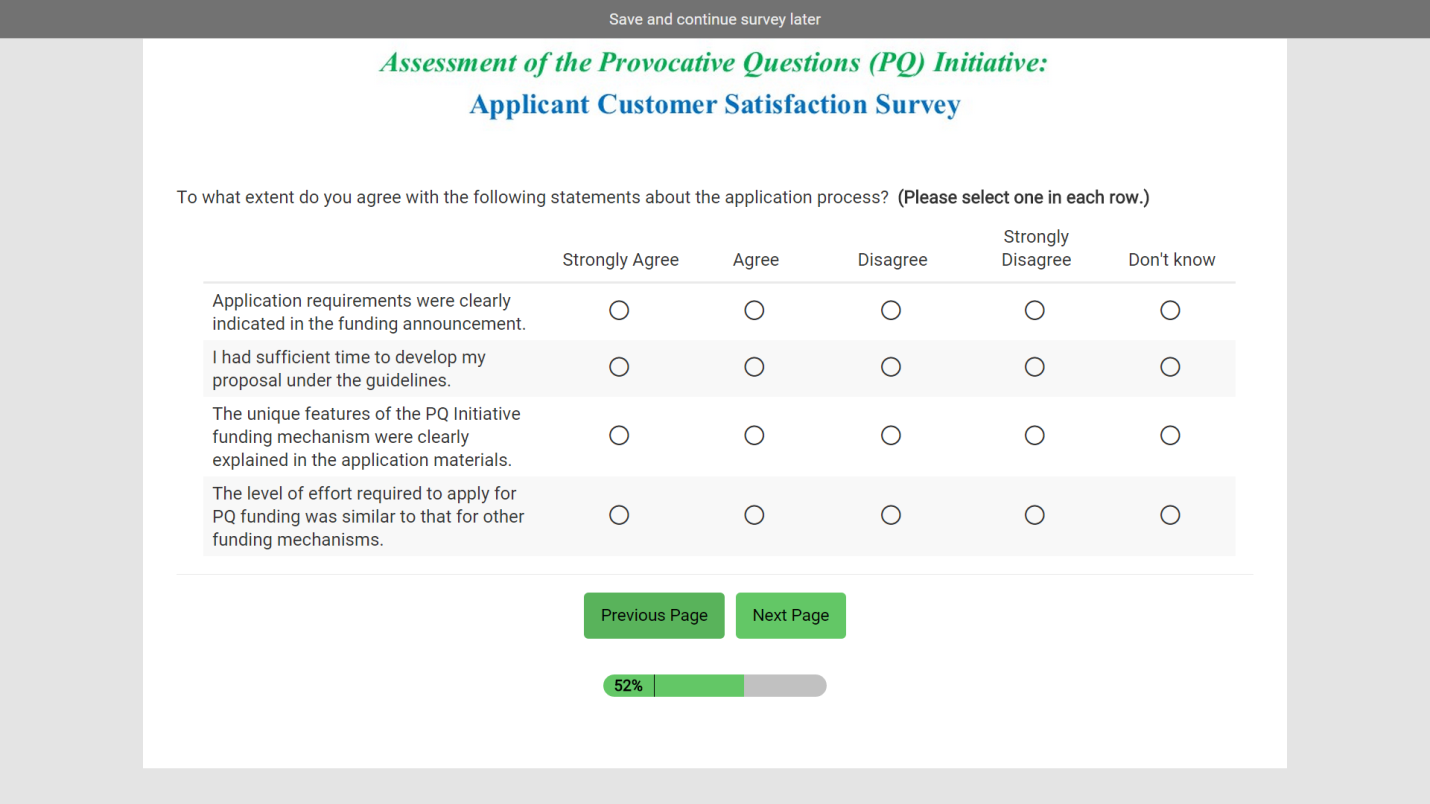 Save and continue survey later
Assessment of the Provocative Questions (PQ) Initiative:
Applicant Customer Satisfaction Survey
To what extent do you agree with the following statements about the application process?  (Please select one in each row.)
Strongly Agree
Agree
Disagree
Strongly
Disagree
Don't know
Application requirements were clearly
indicated in the funding announcement.
I had sufficient time to develop my
proposal under the guidelines.
The unique features of the PQ Initiative
funding mechanism were clearly
explained in the application materials.
The level of effort required to apply for
PQ funding was similar to that for other
funding mechanisms.
Previous Page
Next Page
52%